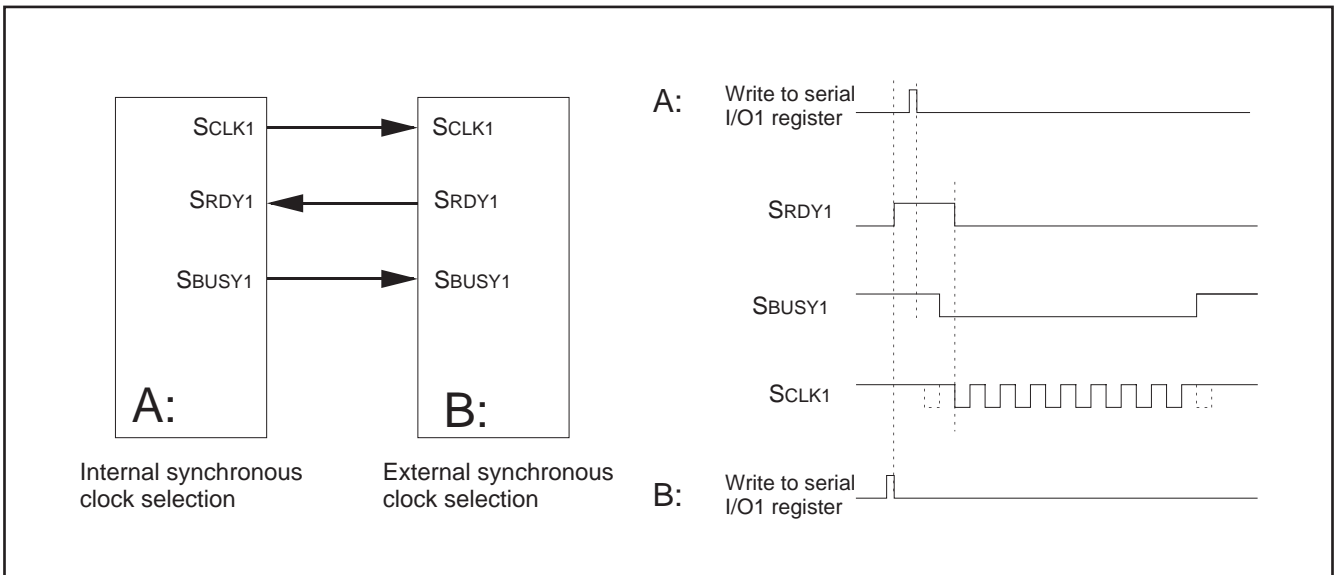 SCLK1
SCLK1
SRDY1
SRDY1
SBUSY1
SBUSY1
A:
B:
Internal synchronous
clock selection
External synchronous
clock selection
A:
Write to serial
I/O1 register
SRDY1
SBUSY1
SCLK1
B:
Write to serial
I/O1 register